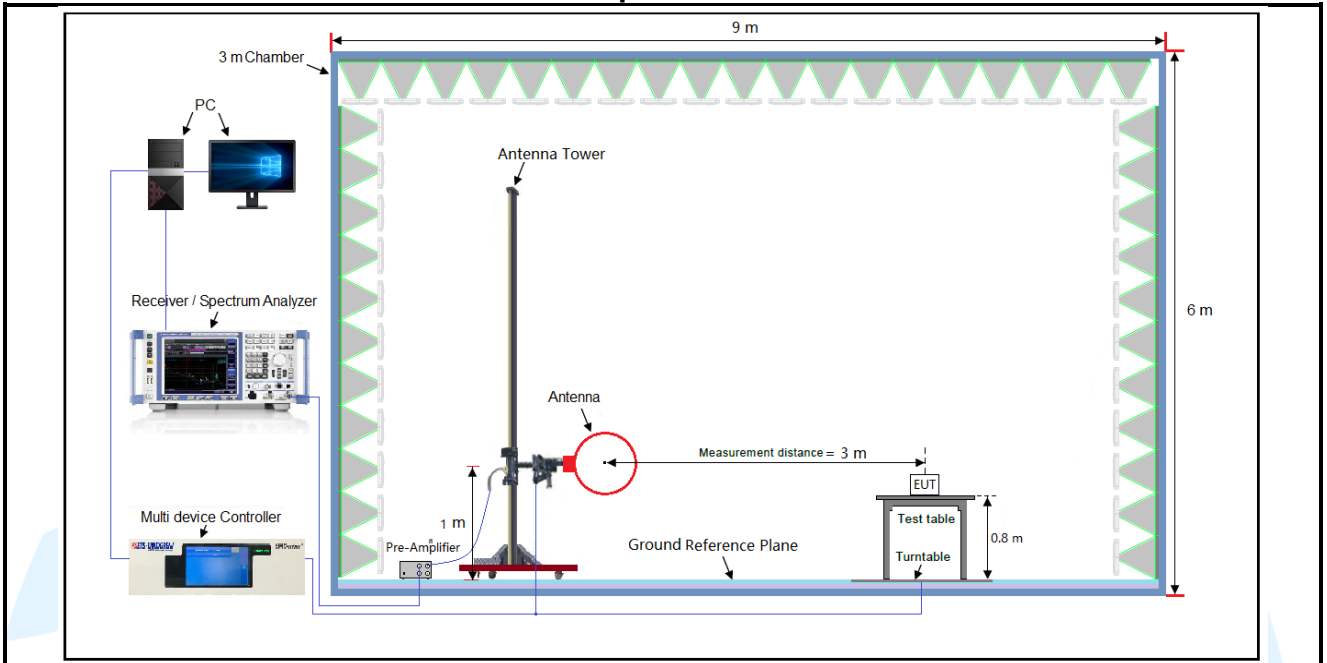 9 m
3 m Chamber
PC
Antenna Tower
Receiver / Spectrum Analyzer
6 m
Antenna
Measurement distance = 3 m
EUT
Multi device Controller
1 m
Test table
0.8 m
Pre-Amplifier
Ground Reference Plane
Turntable